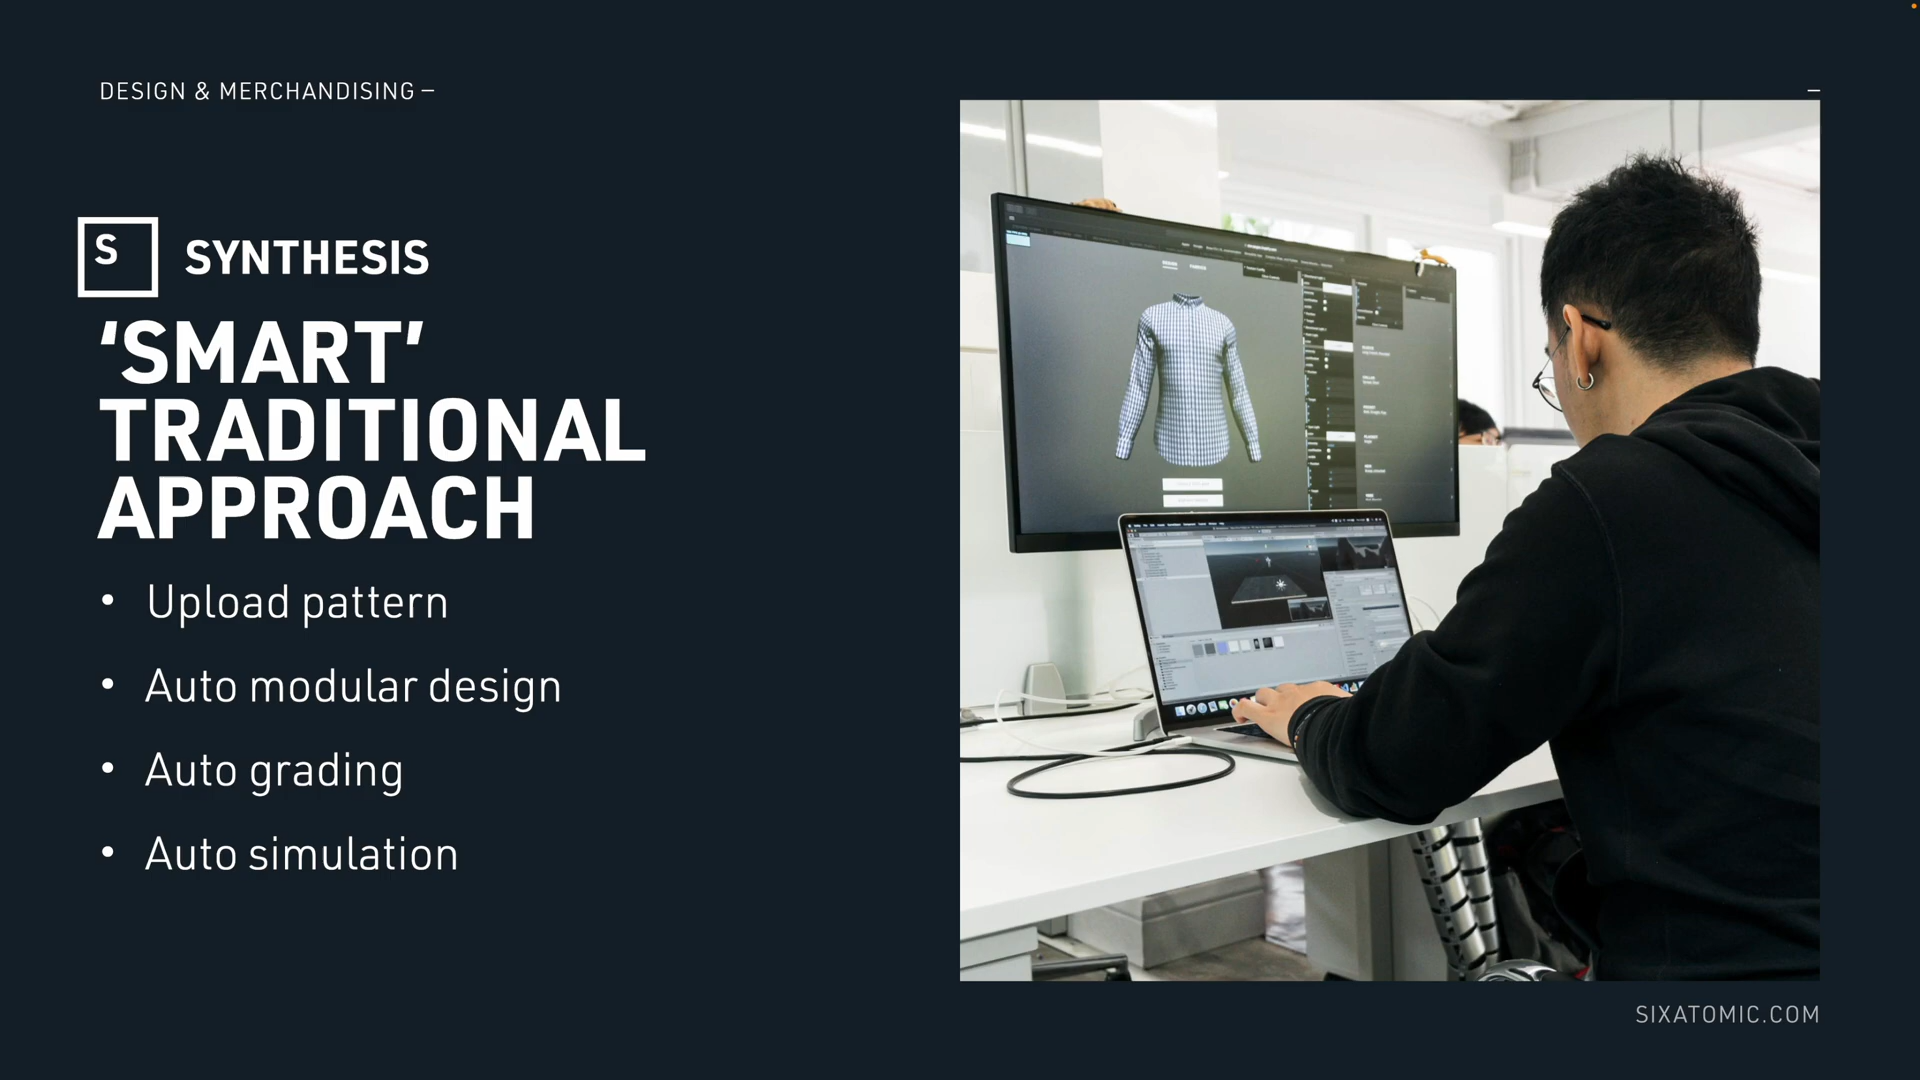 DESIGN & MERCHANDISING –
S
SYNTHESIS
‘SMART’
TRADITIONAL
APPROACH
• Upload pattern
• Auto modular design
• Auto grading
• Auto simulation
SIXATOMIC.COM